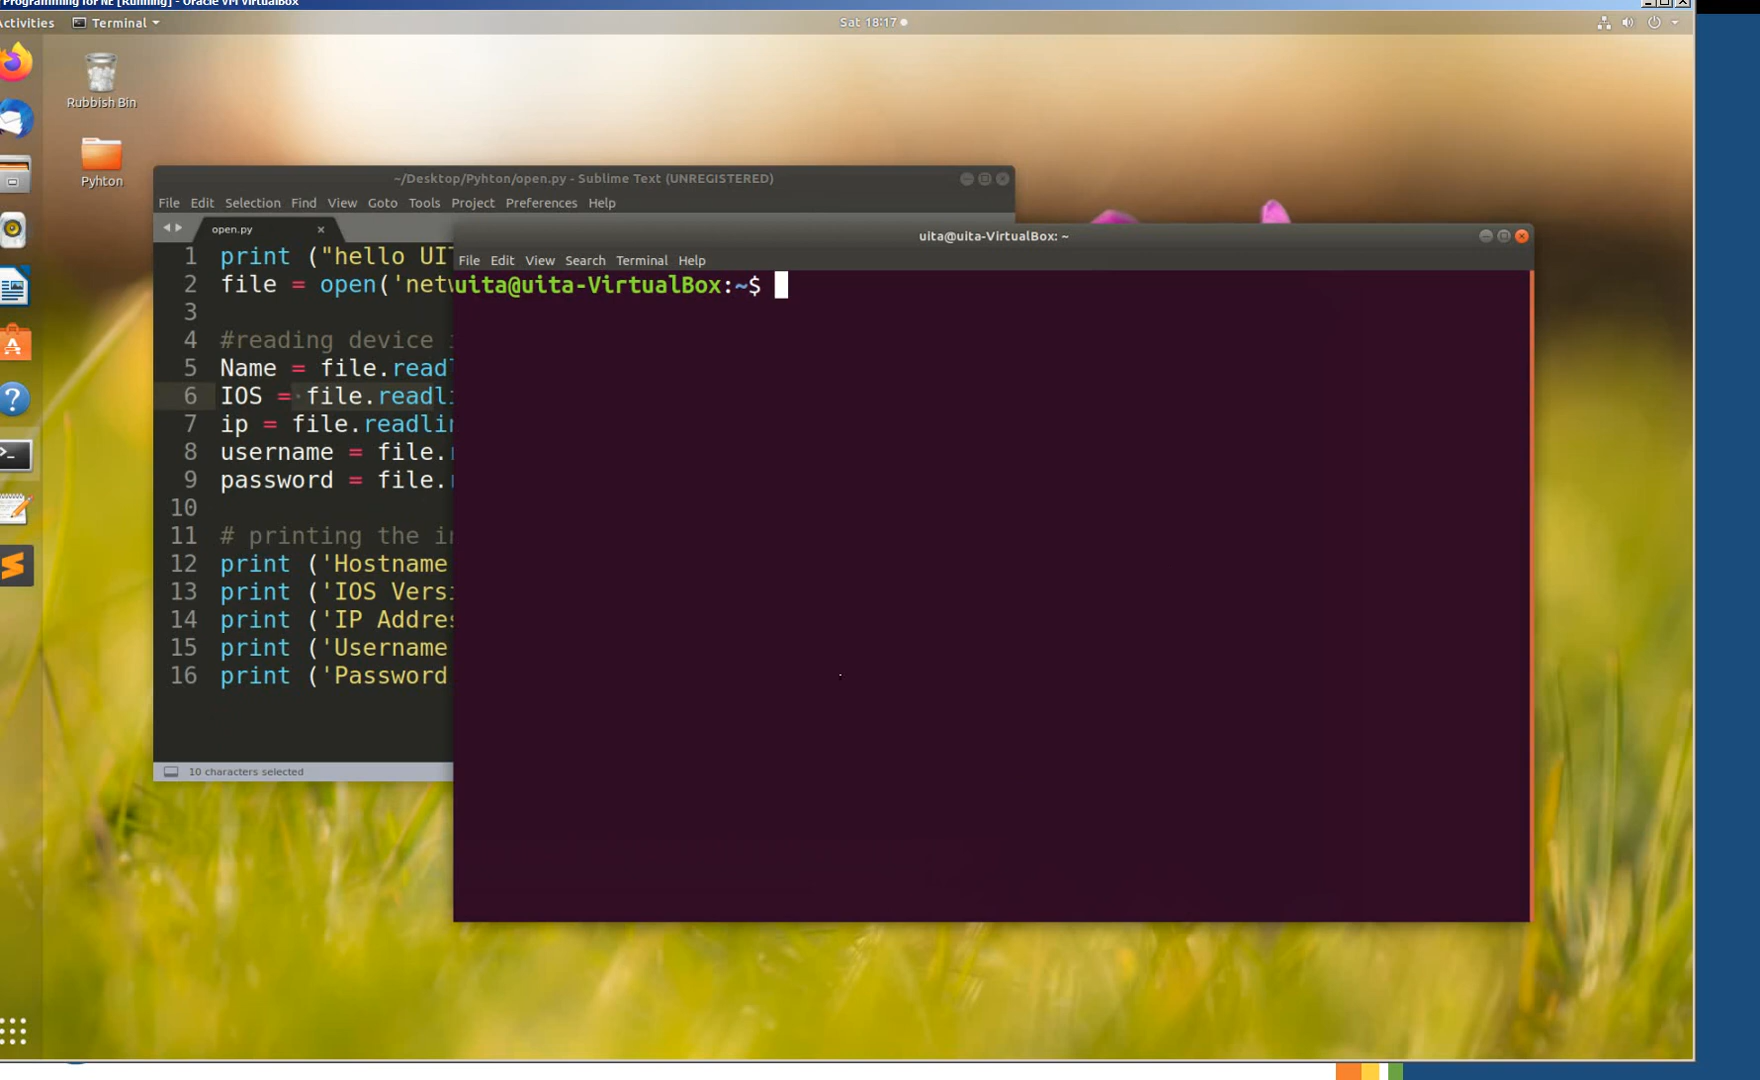 Programming for NE [Running] - Oracle VM VirtualBox
Activities
Terminal
Sat 18:17
Rubbish Bin
Pyhton
~/Desktop/Pyhton/open.py - Sublime Text (UNREGISTERED)
File Edit Selection Find View Goto Tools Project Preferences Help
open.py
1 print ("hello UI
2 file = open('net
3
4 #reading device
5 Name = file.read
6 IOS = file.readl
7 ip = file.readli
8 username = file.
9 password = file.
10
11 # printing the i
12 print ('Hostname
13 print ('IOS Vers
14 print ('IP Addre
15 print ('Username
16 print ('Password
10 characters selected
uita@uita-VirtualBox: ~
File Edit View Search Terminal Help
uita@uita-VirtualBox:~$